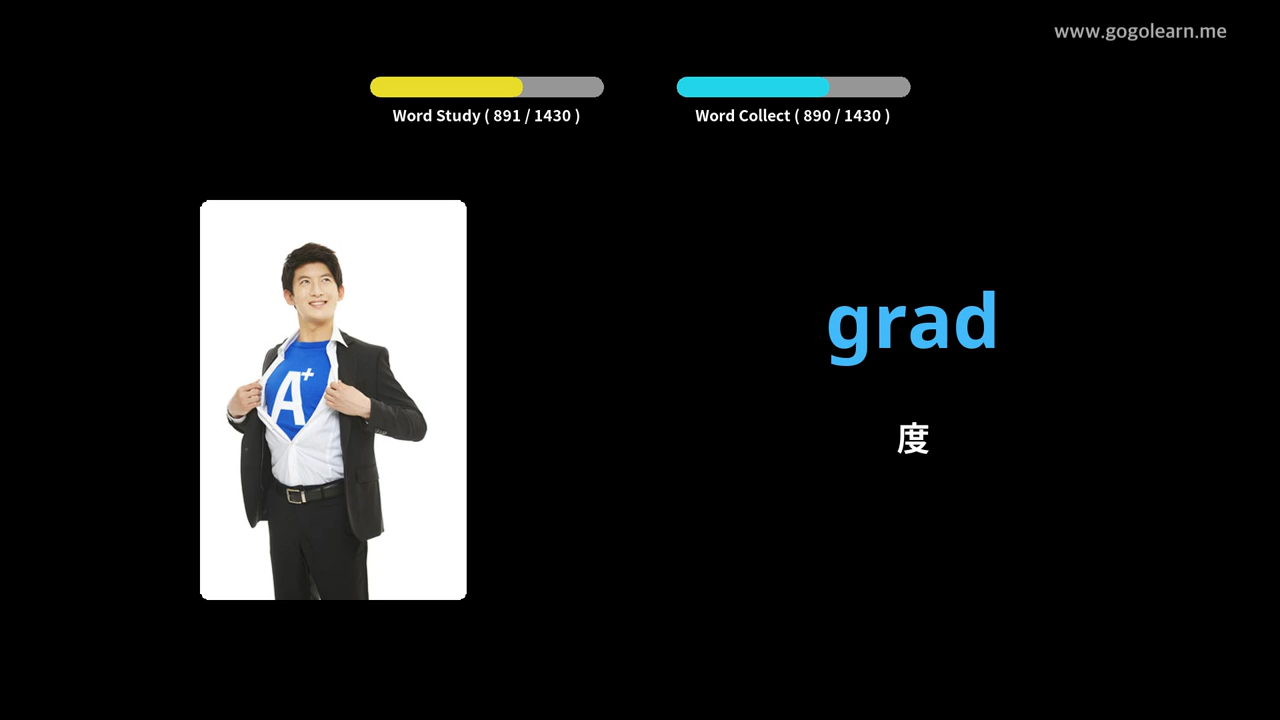 www.gogolearn.me
Word Study ( 891 / 1430 )
Word Collect ( 890 / 1430 )
A+
grad
度